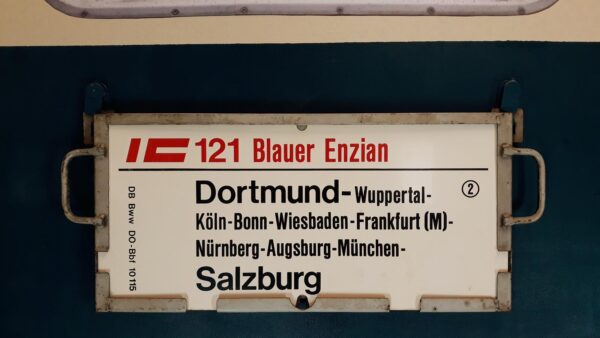 IC 121 Blauer Enzian
Dortmund-Wuppertal-
②
Köln-Bonn-Wiesbaden-Frankfurt (M)-
Nürnberg-Augsburg-München-
Salzburg
DB Bww DO-Bbf 10 115